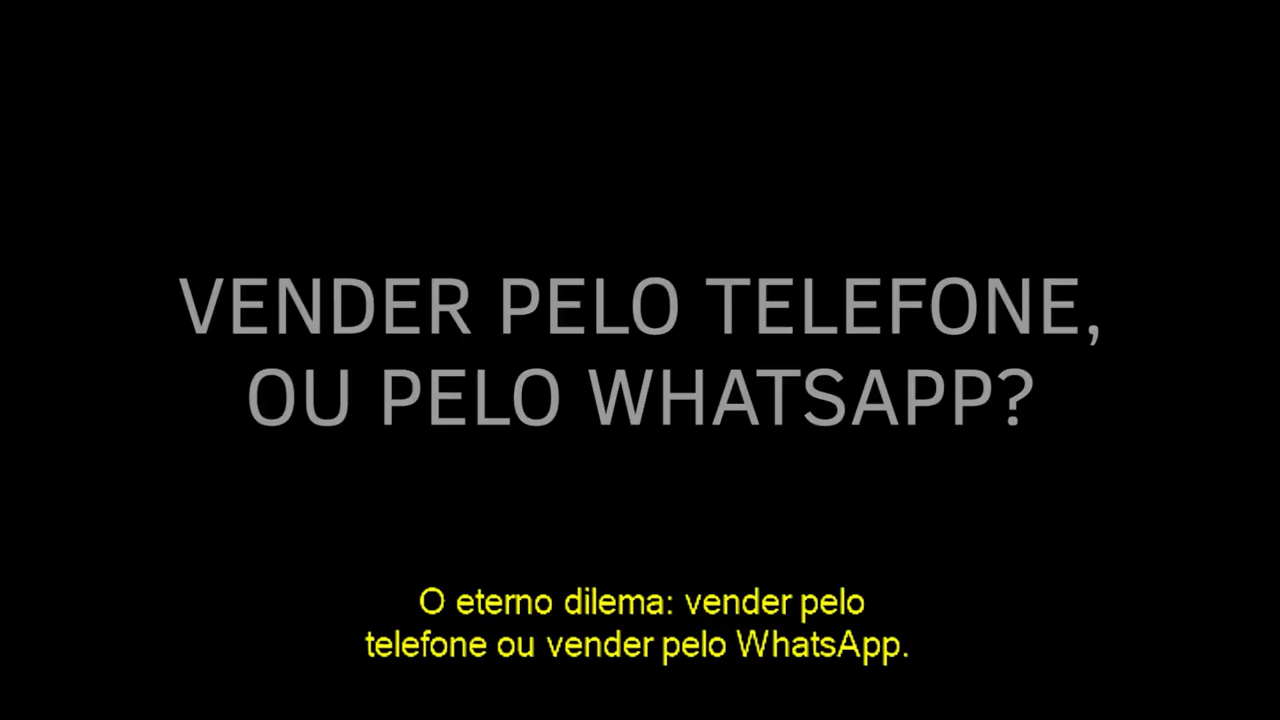 VENDER PELO TELEFONE,
OU PELO WHATSAPP?
O eterno dilema: vender pelo
telefone ou vender pelo WhatsApp.